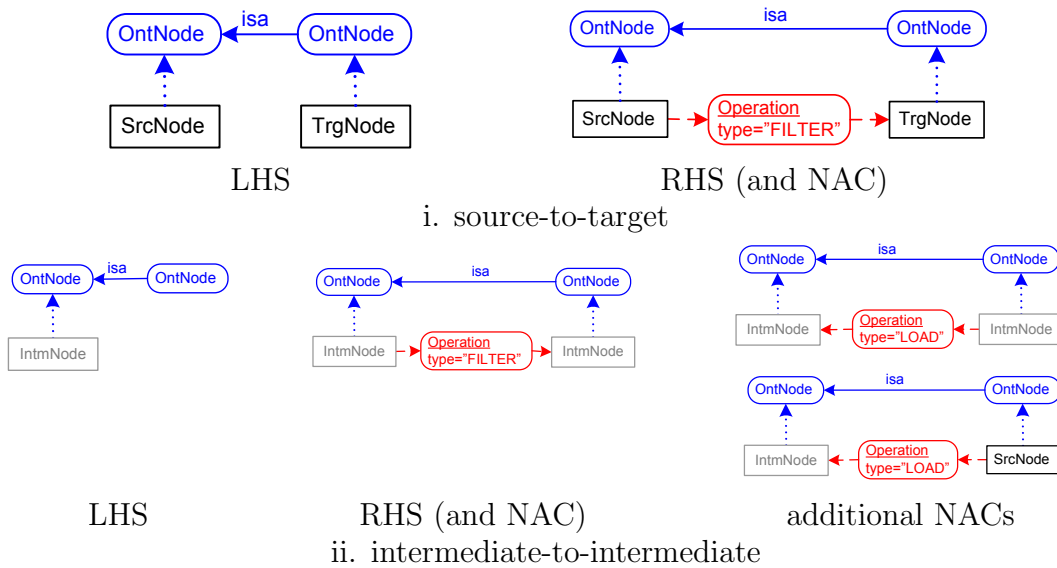 isa
OntNode OntNode
SrcNode TrgNode
LHS
isa
OntNode OntNode
SrcNode Operation type="FILTER" TrgNode
RHS (and NAC)
i. source-to-target
isa
OntNode OntNode
IntmNode
LHS
isa
OntNode OntNode
IntmNode Operation type="FILTER" IntmNode
RHS (and NAC)
isa
OntNode OntNode
IntmNode Operation type="LOAD" IntmNode
isa
OntNode OntNode
IntmNode Operation type="LOAD" SrcNode
additional NACs
ii. intermediate-to-intermediate